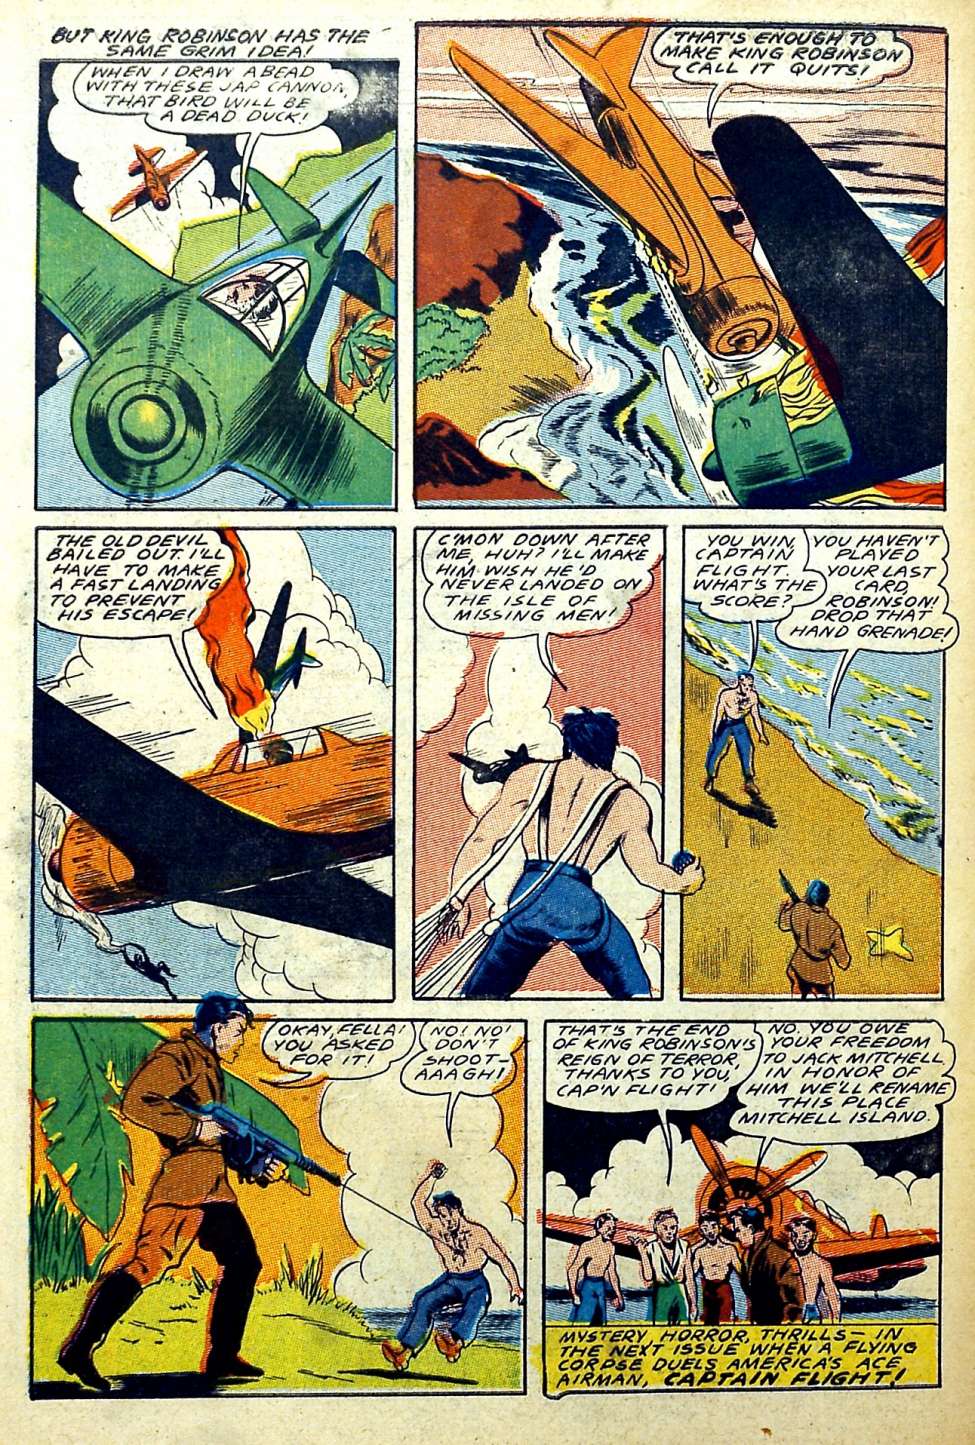 BUT KING ROBINSON HAS THE
SAME GRIM IDEA!
WHEN I DRAW A BEAD
WITH THESE JAP CANNON,
THAT BIRD WILL BE
A DEAD DUCK!
THAT'S ENOUGH TO
MAKE KING ROBINSON
CALL IT QUITS!
THE OLD DEVIL
BAILED OUT. I'LL
HAVE TO MAKE
A FAST LANDING
TO PREVENT
HIS ESCAPE!
C'MON DOWN AFTER
ME, HUH? I'LL MAKE
HIM WISH HE'D
NEVER LANDED ON
THE ISLE OF
MISSING MEN!
YOU WIN,
CAPTAIN
FLIGHT.
WHAT'S THE
SCORE?
YOU HAVEN'T
PLAYED
YOUR LAST
CARD,
ROBINSON!
DROP THAT
HAND GRENADE!
OKAY, FELLA!
YOU ASKED
FOR IT!
NO! NO!
DON'T
SHOOT-
AAAGH!
THAT'S THE END
OF KING ROBINSON'S
REIGN OF TERROR,
THANKS TO YOU,
CAP'N FLIGHT!
NO. YOU OWE
YOUR FREEDOM
TO JACK MITCHELL
IN HONOR OF
HIM WE'LL RENAME
THIS PLACE
MITCHELL ISLAND.
MYSTERY, HORROR, THRILLS- IN
THE NEXT ISSUE WHEN A FLYING
CORPSE DUELS AMERICA'S ACE
AIRMAN, CAPTAIN FLIGHT!